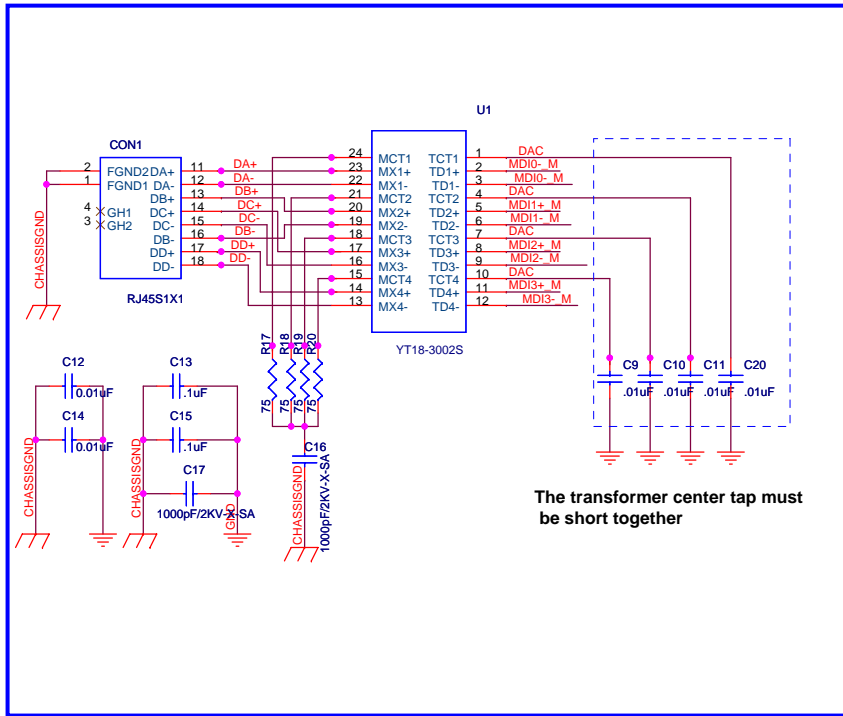 U1
CON1
24 MCT1 TCT1 1 DAC
2 FGND2 DA+ 11 DA+ 23 MX1+ TD1+ 2 MDI0-_M
1 FGND1 DA- 12 DA- 22 MX1- TD1- 3 MDI0-_M
DB+ 13 DB+ 21 MCT2 TCT2 4 DAC
4 GH1 DC+ 14 DC+ 20 MX2+ TD2+ 5 MDI1+_M
3 GH2 DC- 15 DC- 19 MX2- TD2- 6 MDI1-_M
DB- 16 DB- 18 MCT3 TCT3 7 DAC
DD+ 17 DD+ 17 MX3+ TD3+ 8 MDI2+_M
DD- 18 DD- 16 MX3- TD3- 9 MDI2-_M
15 MCT4 TCT4 10 DAC
14 MX4+ TD4+ 11 MDI3+_M
13 MX4- TD4- 12 MDI3-_M
CHASSISGND
RJ45S1X1
YT18-3002S
R17 R18 R19 R20
75 75 75 75
C9 C10 C11 C20
.01uF .01uF .01uF .01uF
C12
0.01uF
C13
.1uF
C14
0.01uF
C15
.1uF
C16
1000pF/2KV-X-SA
C17
1000pF/2KV-X-SA
CHASSISGND
CHASSISGND
GND
CHASSISGND
The transformer center tap must
be short together